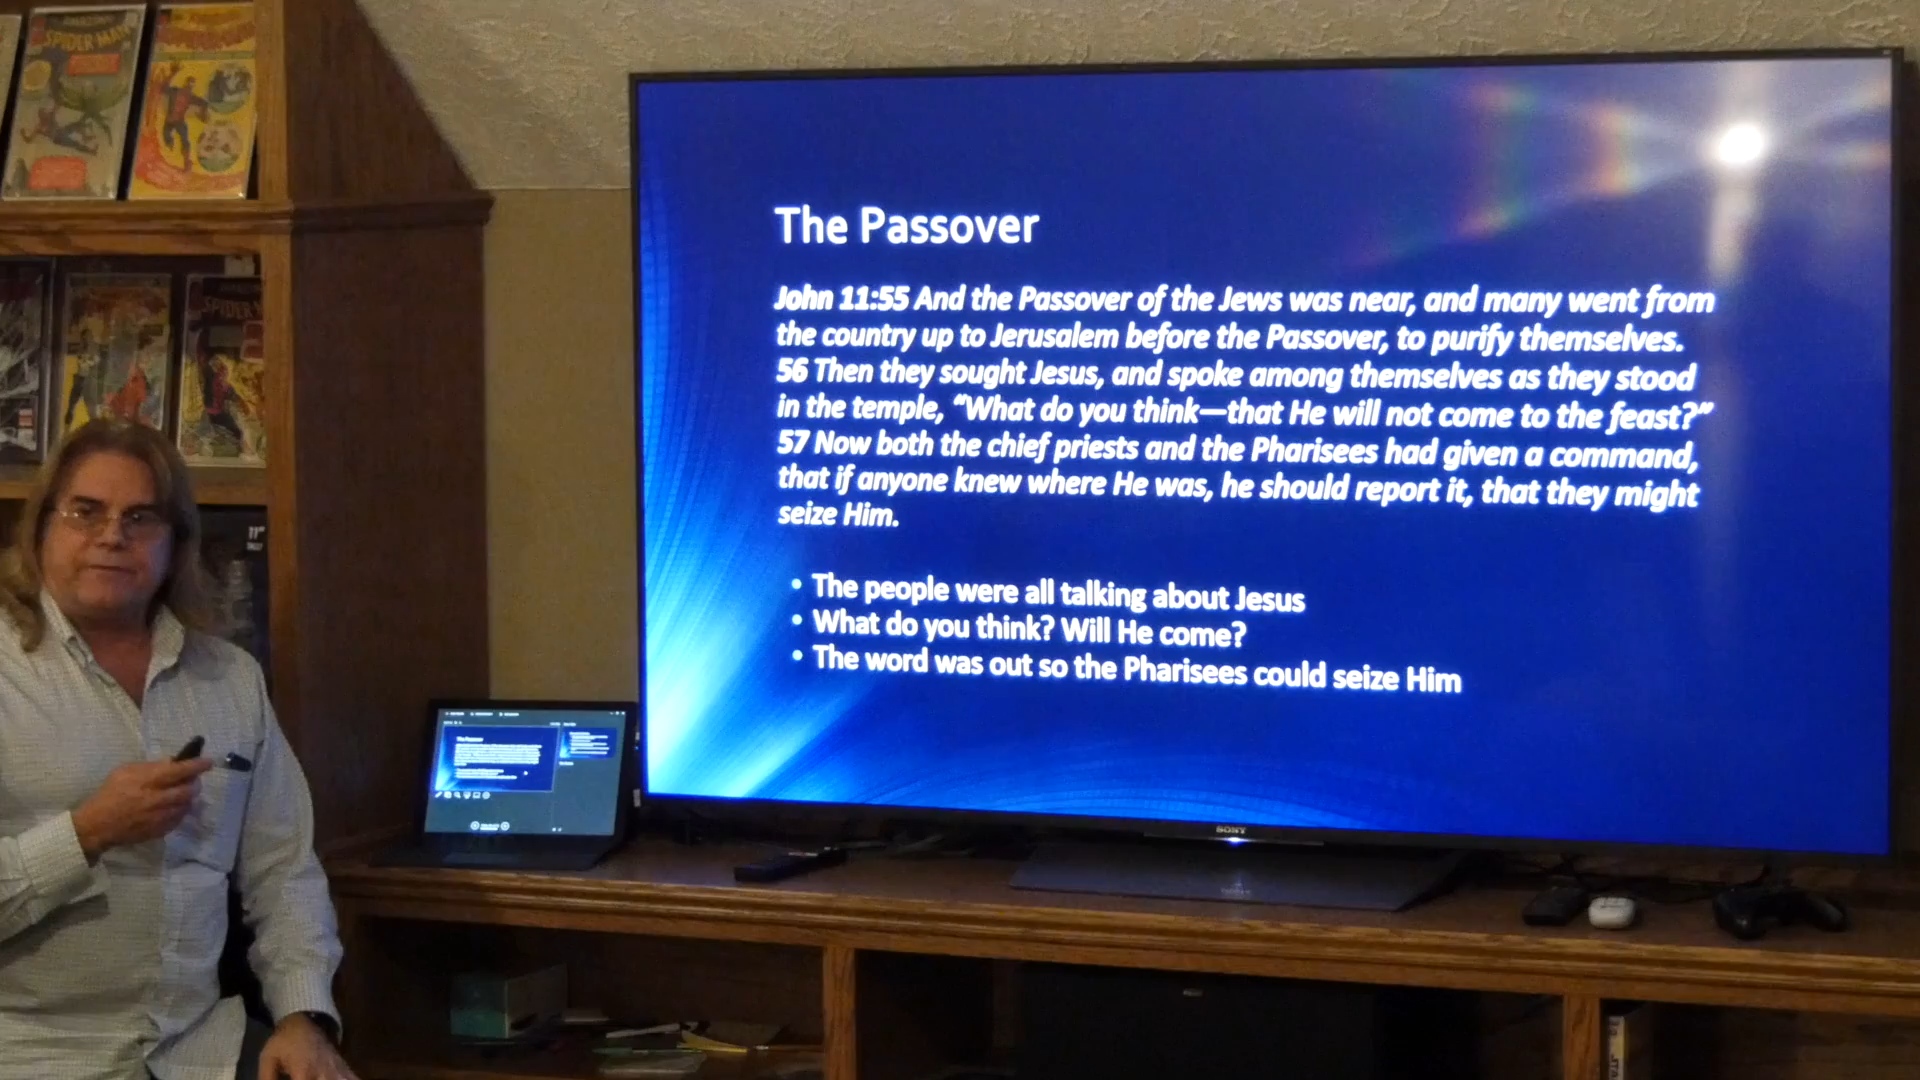 AMAZING
SPIDER-MAN
SPIDER
11"
The Passover
John 11:55 And the Passover of the Jews was near, and many went from
the country up to Jerusalem before the Passover, to purify themselves.
56 Then they sought Jesus, and spoke among themselves as they stood
in the temple, “What do you think—that He will not come to the feast?”
57 Now both the chief priests and the Pharisees had given a command,
that if anyone knew where He was, he should report it, that they might
seize Him.
• The people were all talking about Jesus
• What do you think? Will He come?
• The word was out so the Pharisees could seize Him
The Passover
SONY